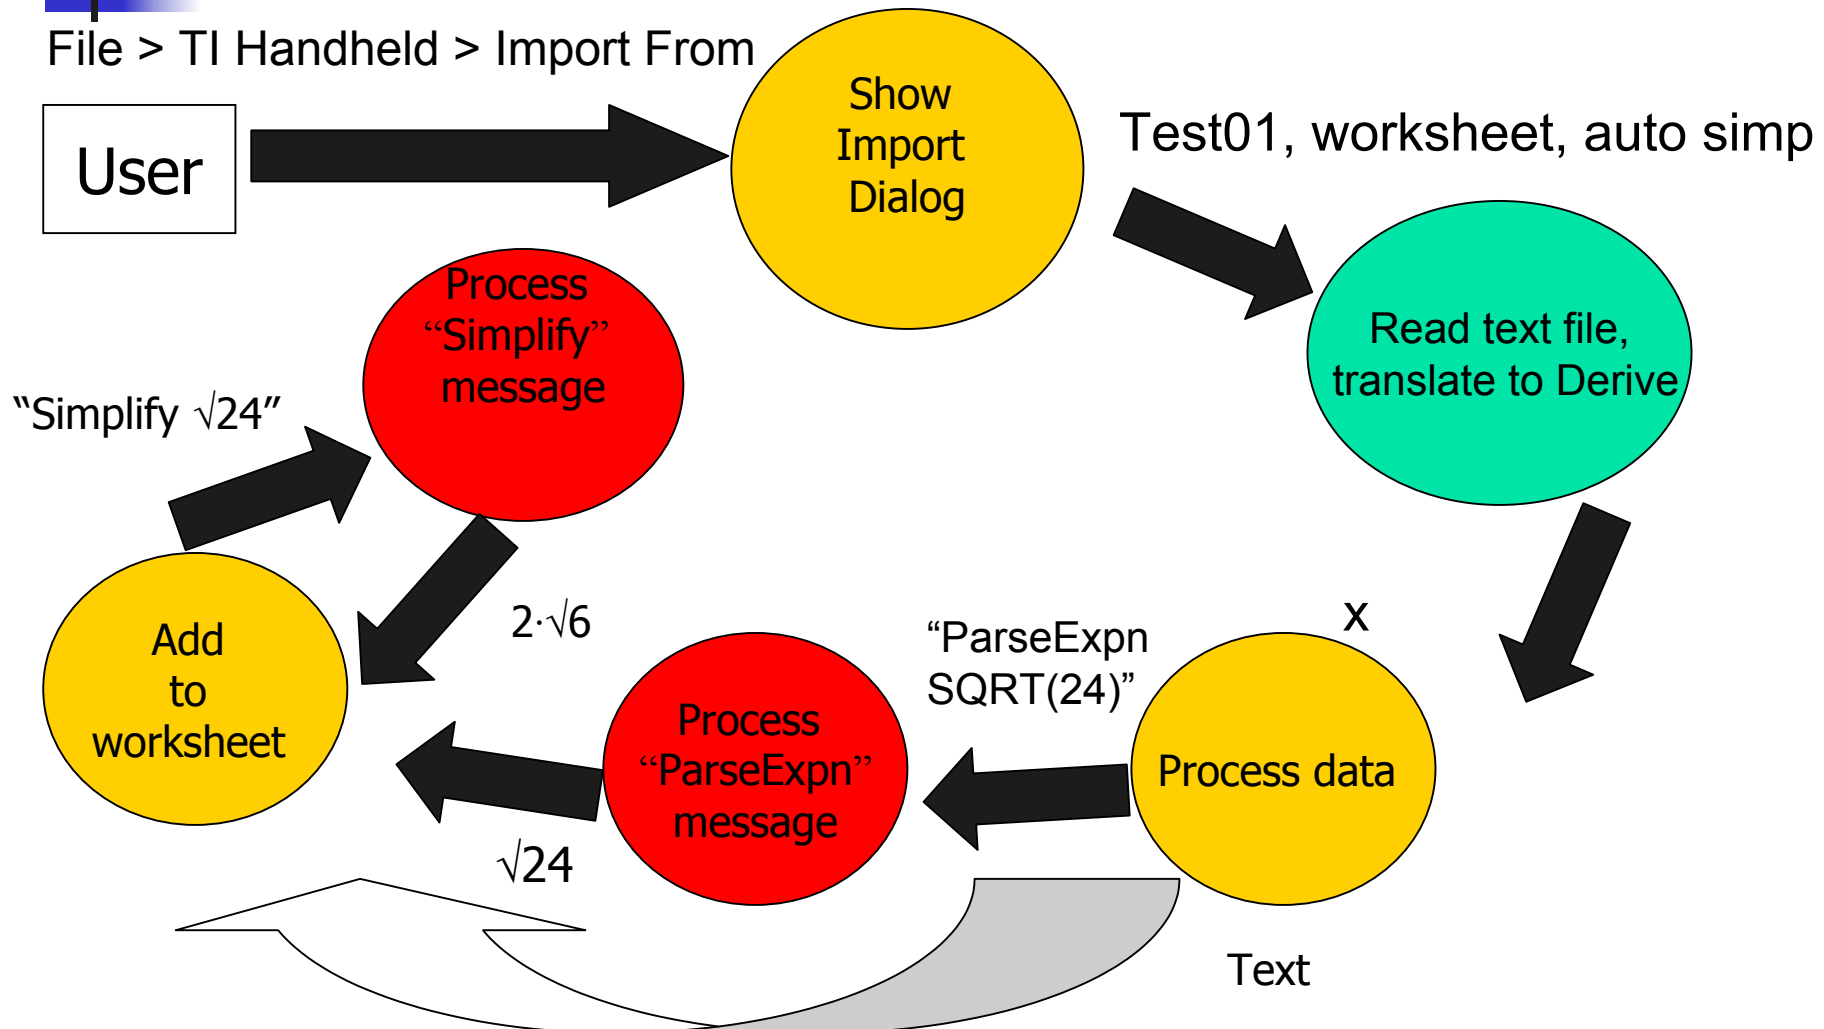 File > TI Handheld > Import From
User
Show
Import
Dialog
Test01, worksheet, auto simp
Read text file,
translate to Derive
Process
“Simplify”
message
“Simplify √24”
Add
to
worksheet
2·√6
√24
Process
“ParseExpn”
message
“ParseExpn
SQRT(24)”
x
Process data
Text